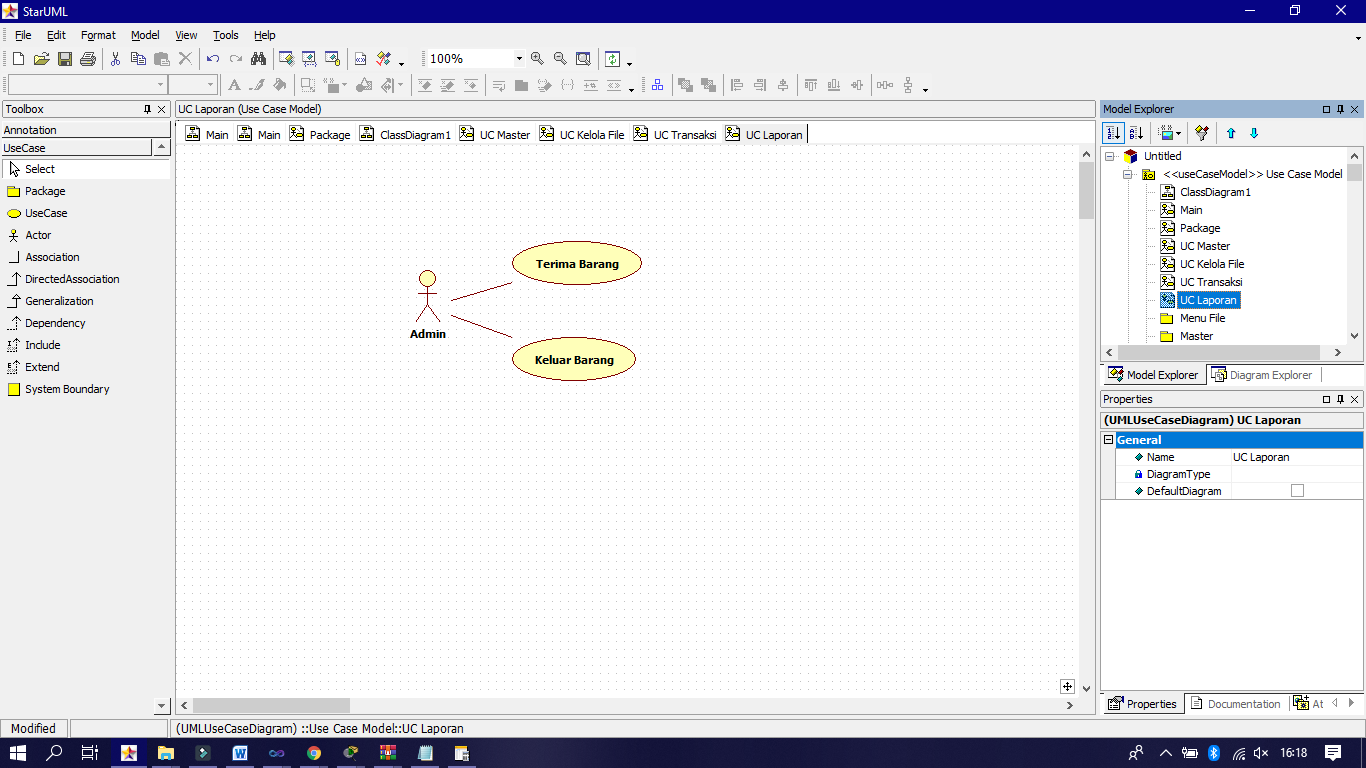 StarUML
File Edit Format Model View Tools Help
100%
Toolbox
UC Laporan (Use Case Model)
Model Explorer
Annotation
UseCase
Select
Package
UseCase
Actor
Association
DirectedAssociation
Generalization
Dependency
Include
Extend
System Boundary
Main Main Package ClassDiagram1 UC Master UC Kelola File UC Transaksi UC Laporan
Terima Barang
Admin
Keluar Barang
Untitled
<<useCaseModel>> Use Case Model
ClassDiagram1
Main
Package
UC Master
UC Kelola File
UC Transaksi
UC Laporan
Menu File
Master
Model Explorer Diagram Explorer
Properties
(UMLUseCaseDiagram) UC Laporan
General
Name UC Laporan
DiagramType
DefaultDiagram
Properties Documentation At
Modified
(UMLUseCaseDiagram) ::Use Case Model::UC Laporan
16:18